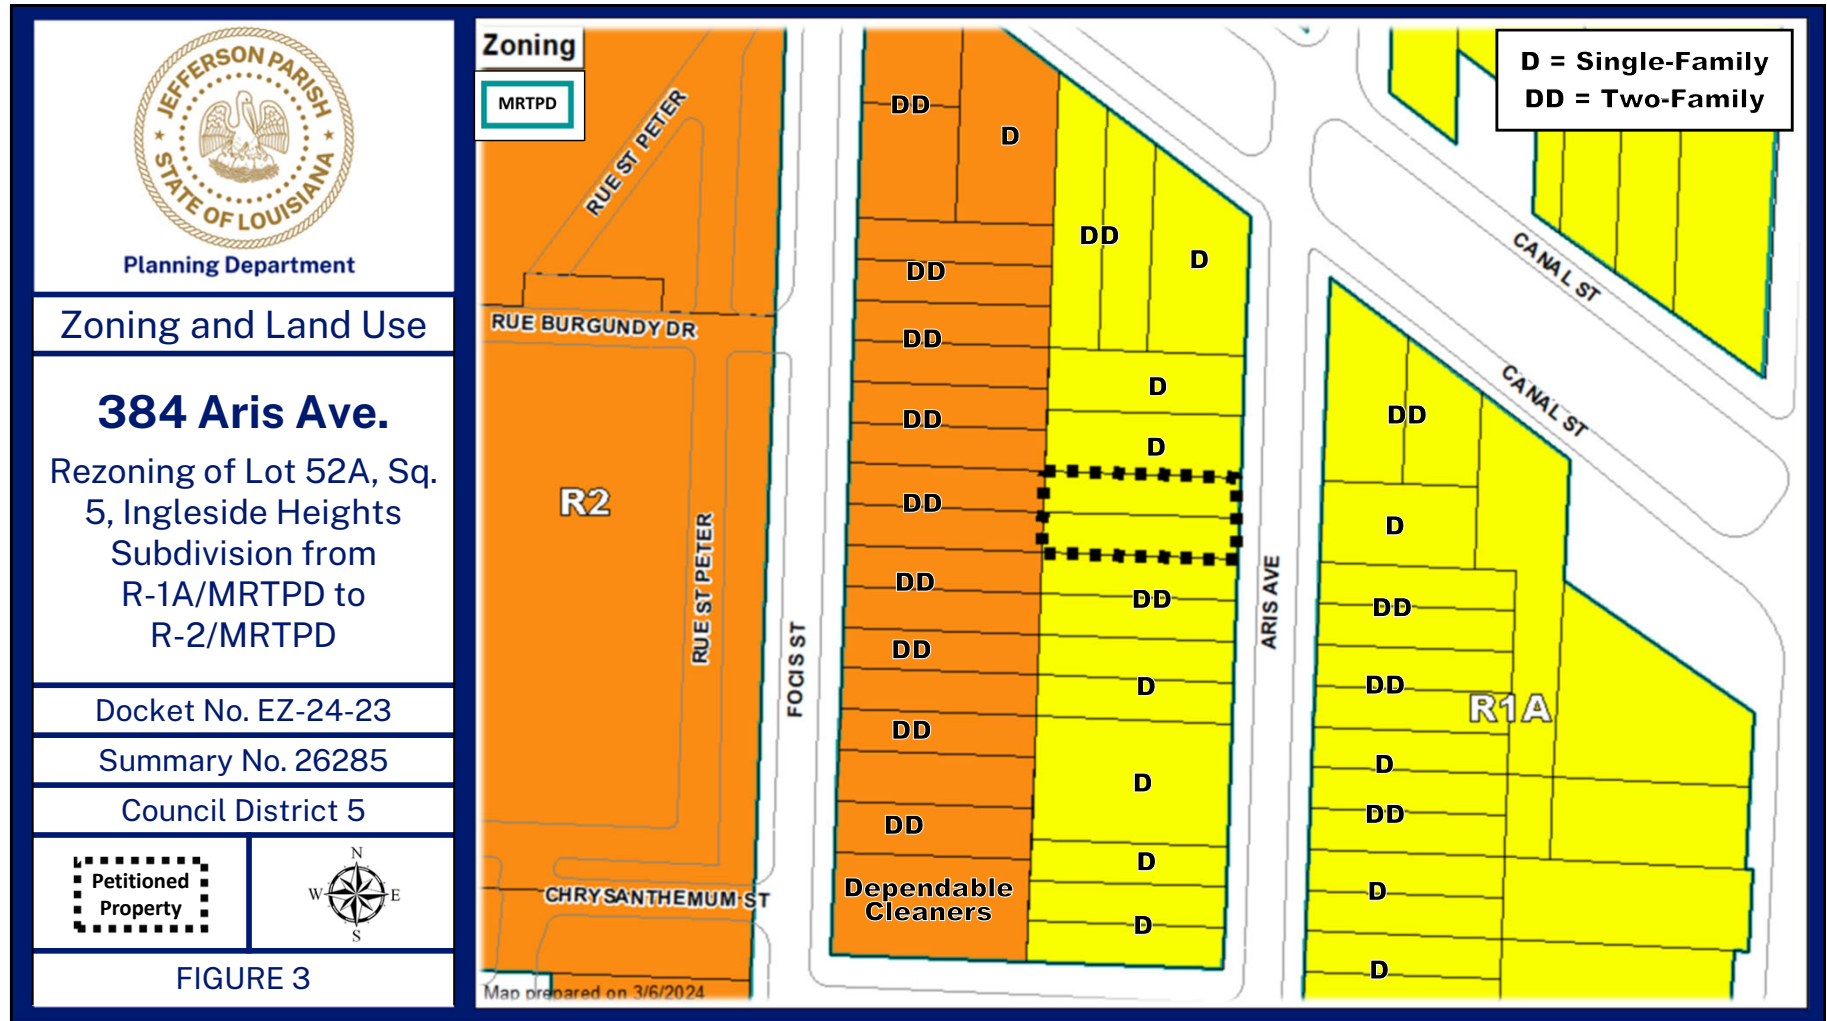 JEFFERSON PARISH
STATE OF LOUISIANA
Planning Department
Zoning and Land Use
384 Aris Ave.
Rezoning of Lot 52A, Sq.
5, Ingleside Heights
Subdivision from
R-1A/MRTPD to
R-2/MRTPD
Docket No. EZ-24-23
Summary No. 26285
Council District 5
Petitioned
Property
N
W E
S
FIGURE 3
Zoning
MRTPD
D = Single-Family
DD = Two-Family
RUE ST PETER
RUE BURGUNDY DR
R2
RUE ST PETER
CHRYSANTHEMUM ST
Map prepared on 3/6/2024
FOCIS ST
DD
D
DD
DD
DD
DD
DD
DD
DD
DD
Dependable
Cleaners
DD
D
D
D
DD
D
D
D
D
ARIS AVE
CANAL ST
CANAL ST
DD
D
DD
DD
R1A
D
DD
D
D